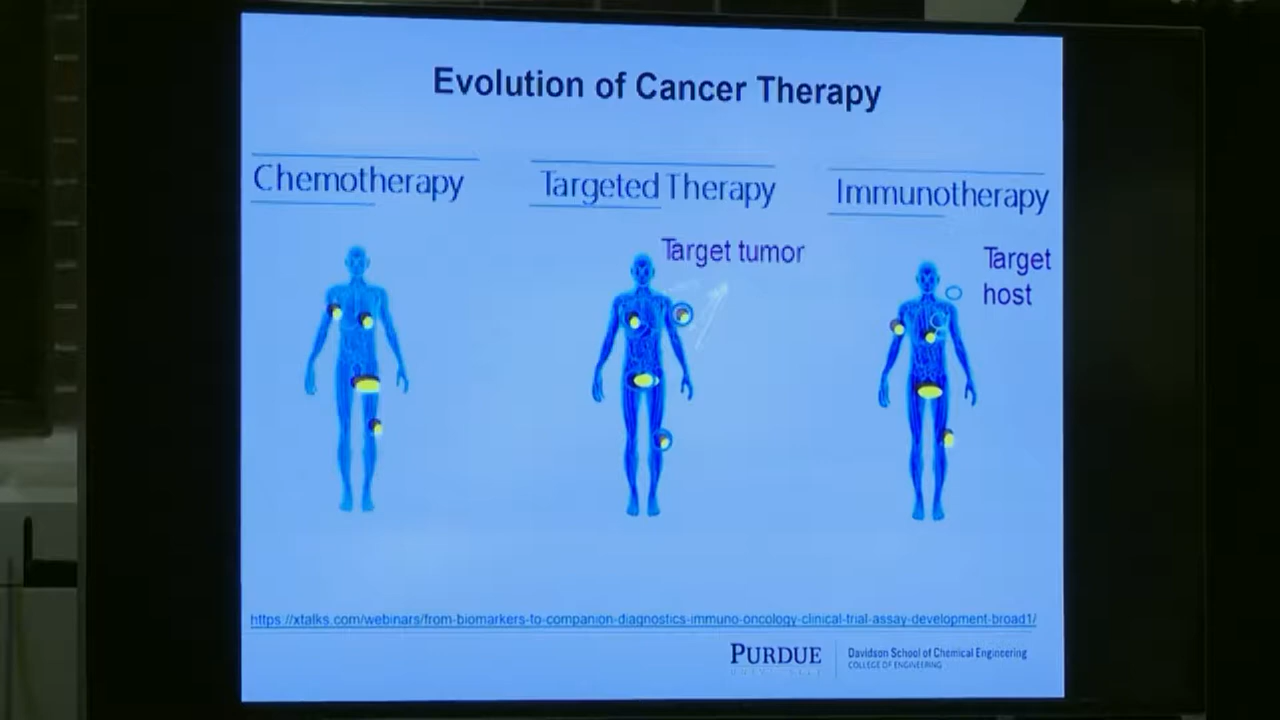 Evolution of Cancer Therapy
Chemotherapy
Targeted Therapy
Immunotherapy
Target tumor
Target
host
https://xtalks.com/webinars/from-biomarkers-to-companion-diagnostics-immuno-oncology-clinical-trial-assay-development-broad1/
PURDUE
UNIVERSITY
Davidson School of Chemical Engineering
COLLEGE OF ENGINEERING